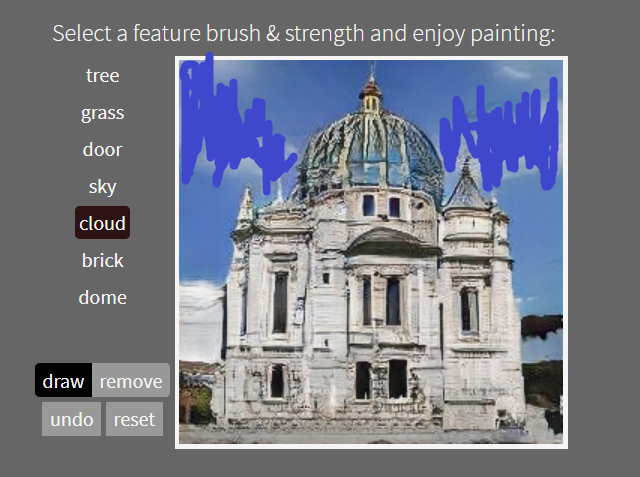 Select a feature brush & strength and enjoy painting:
tree
grass
door
sky
cloud
brick
dome
draw remove
undo reset